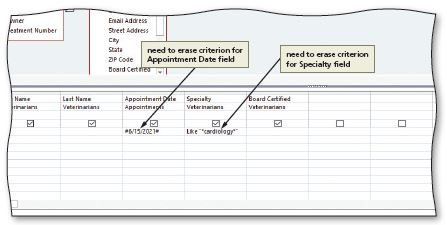 wner
eatment Number
Email Address
Street Address
City
State
ZIP Code
Board Certified
need to erase criterion for
Appointment Date field
need to erase criterion
for Specialty field
Name Last Name Appointment Date Specialty Board Certified
erinarians Veterinarians Appointments Veterinarians Veterinarians
#6/15/2021# Like "*cardiology*"